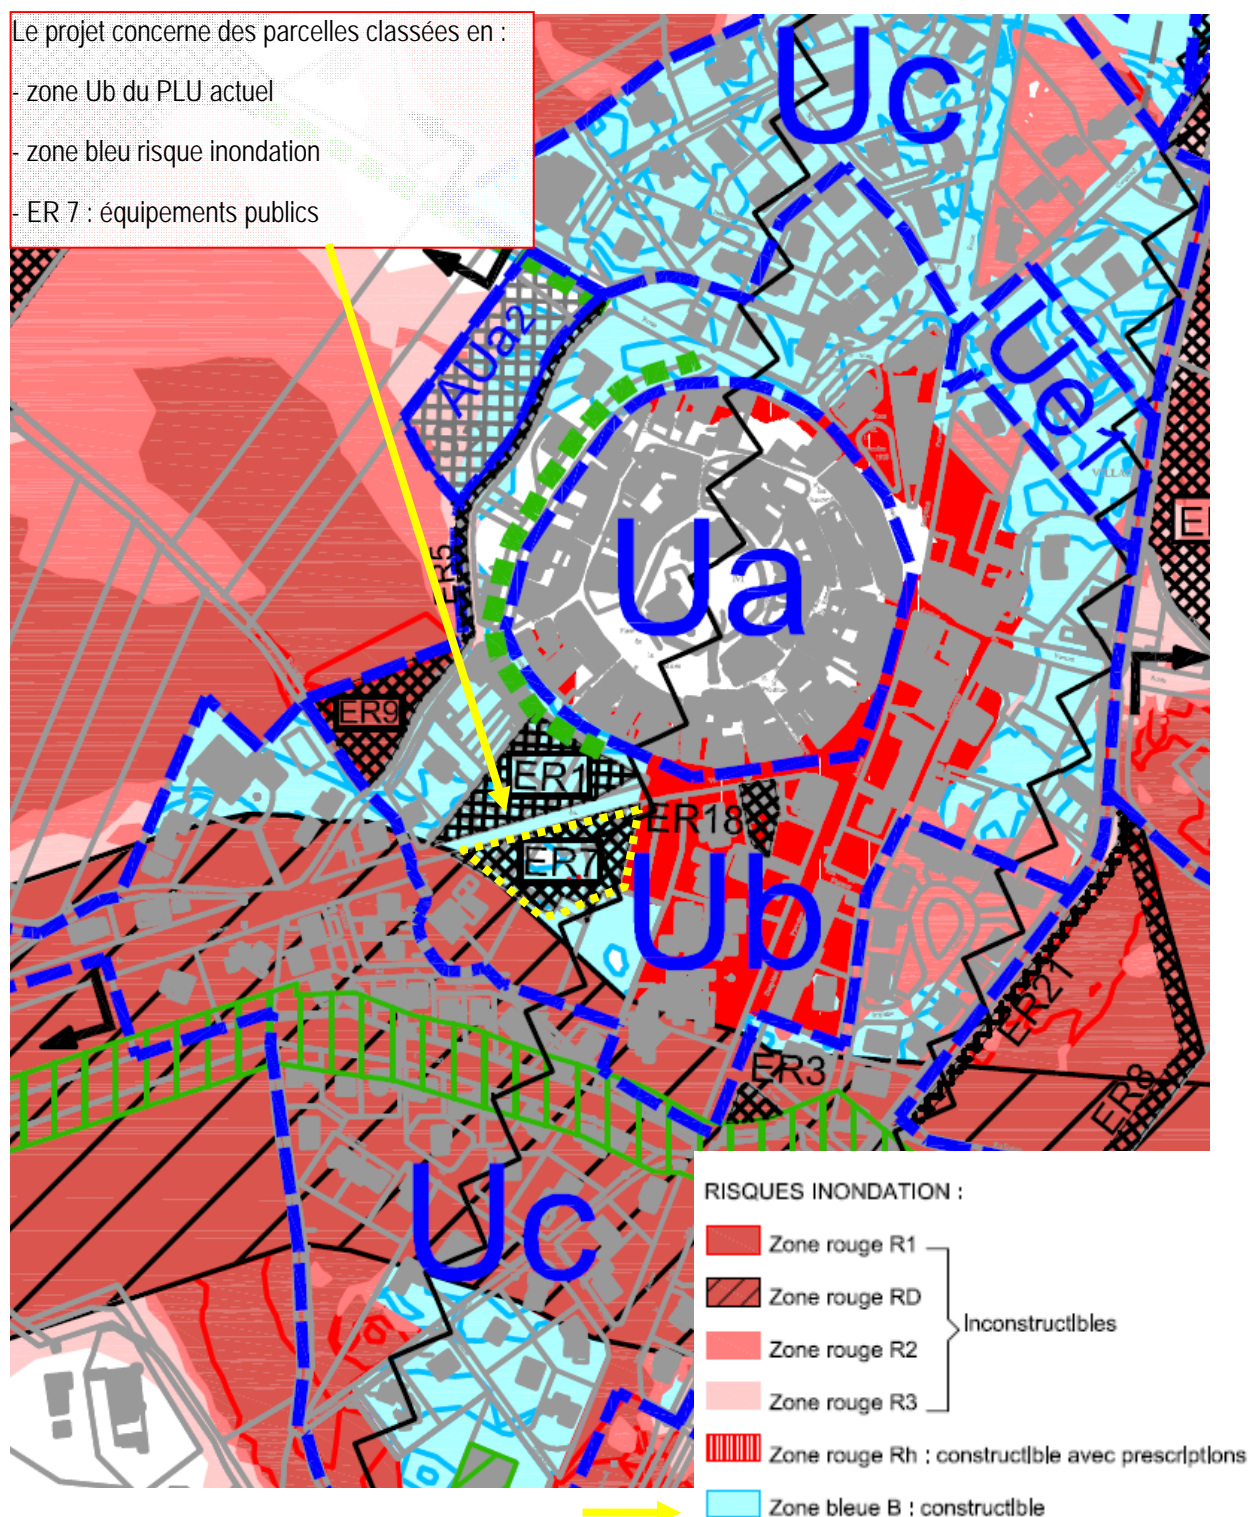 Le projet concerne des parcelles classées en :
- zone Ub du PLU actuel
- zone bleu risque inondation
- ER 7 : équipements publics
Uc
AUa2
Ue1
VILLA
ER5
Ua
ER9
ER1
ER18
ER7
Ub
ER21
ER3
ER8
Uc
RISQUES INONDATION :
Zone rouge R1
Zone rouge RD
Inconstructibles
Zone rouge R2
Zone rouge R3
Zone rouge Rh : constructible avec prescriptions
Zone bleue B : constructible